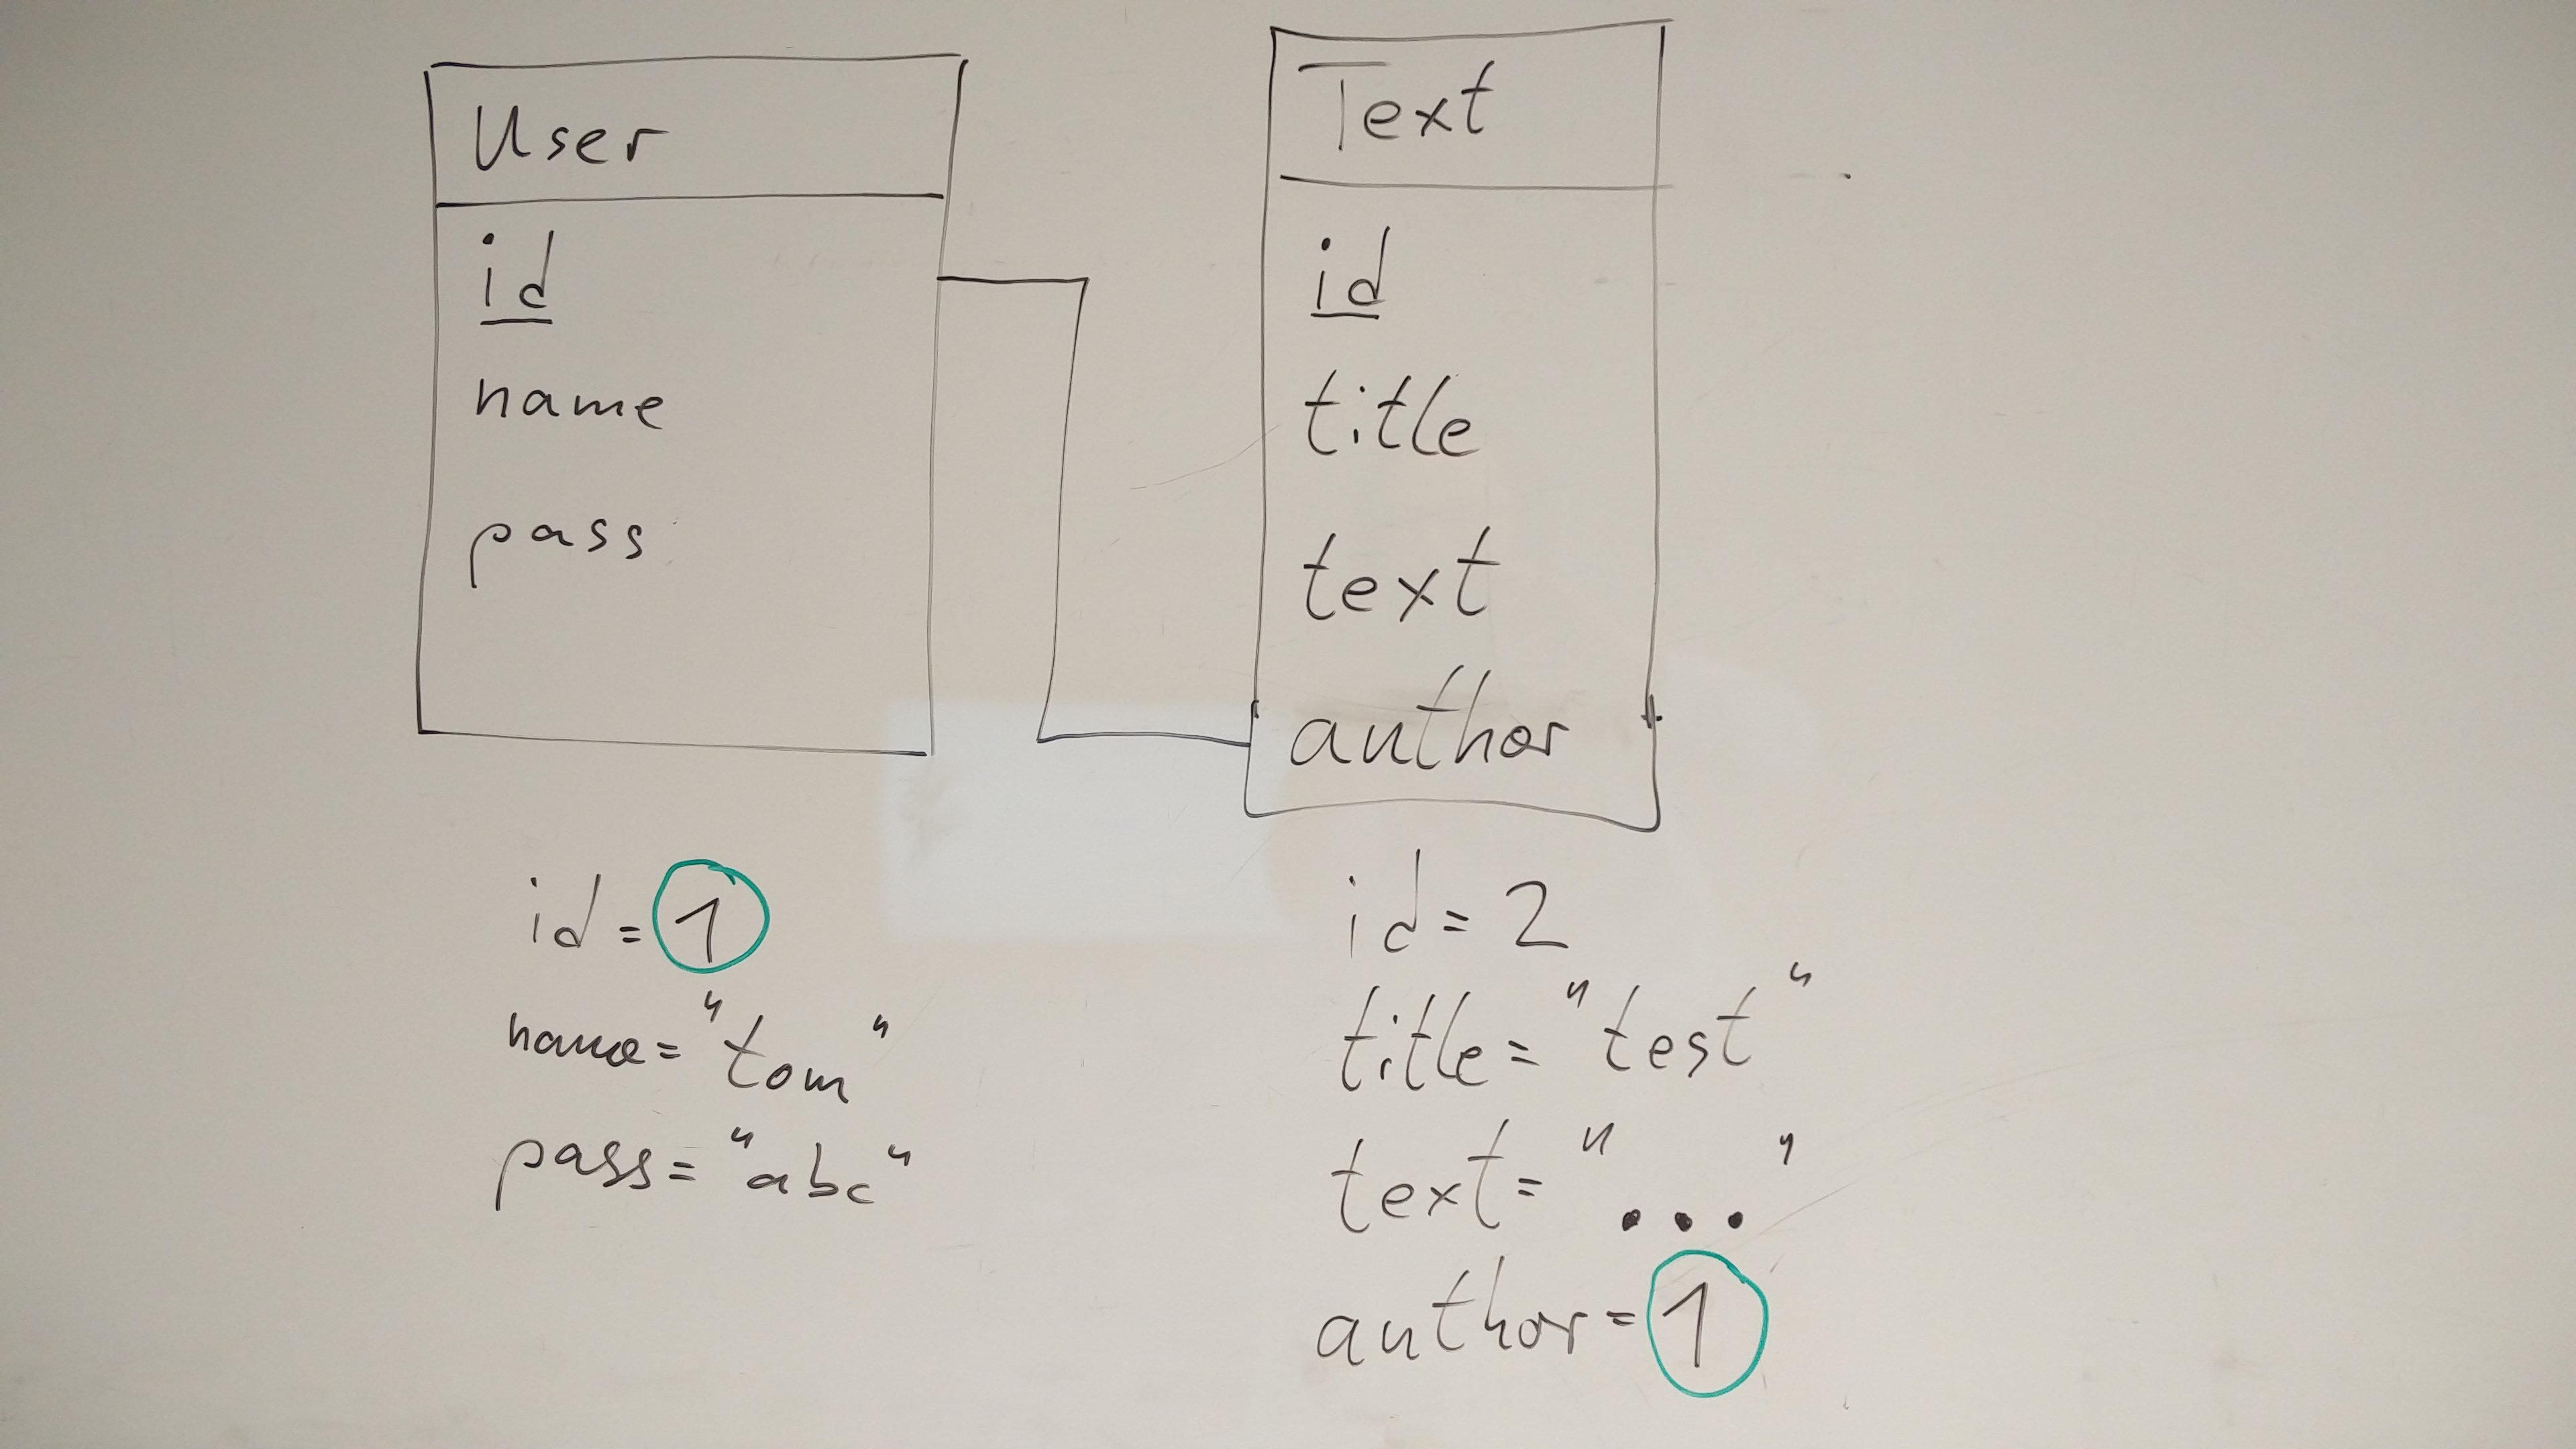 User
id
name
pass
id = 1
name = "tom"
pass = "abc"
Text
id
title
text
author
id = 2
title = "test"
text = "..."
author = 1